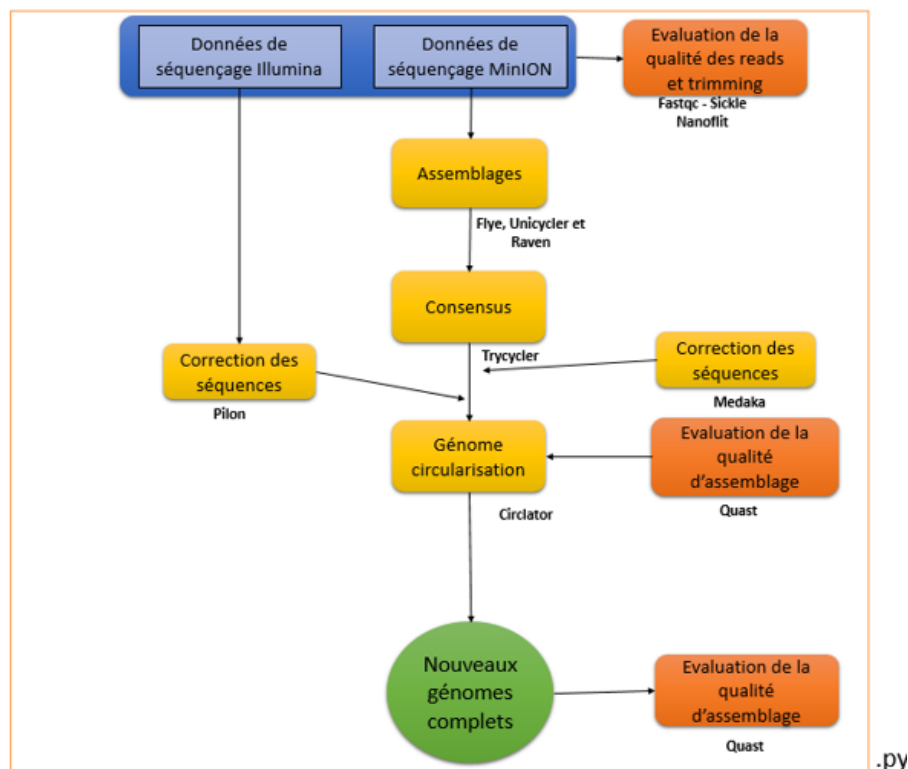 Données de
séquençage Illumina
Données de
séquençage MinION
Evaluation de la
qualité des reads
et trimming
Fastqc - Sickle
Nanoflit
Assemblages
Flye, Unicycler et
Raven
Consensus
Trycycler
Correction des
séquences
Pilon
Correction des
séquences
Medaka
Génome
circularisation
Circlator
Evaluation de la
qualité
d'assemblage
Quast
Nouveaux
génomes
complets
Evaluation de la
qualité
d'assemblage
Quast
.py